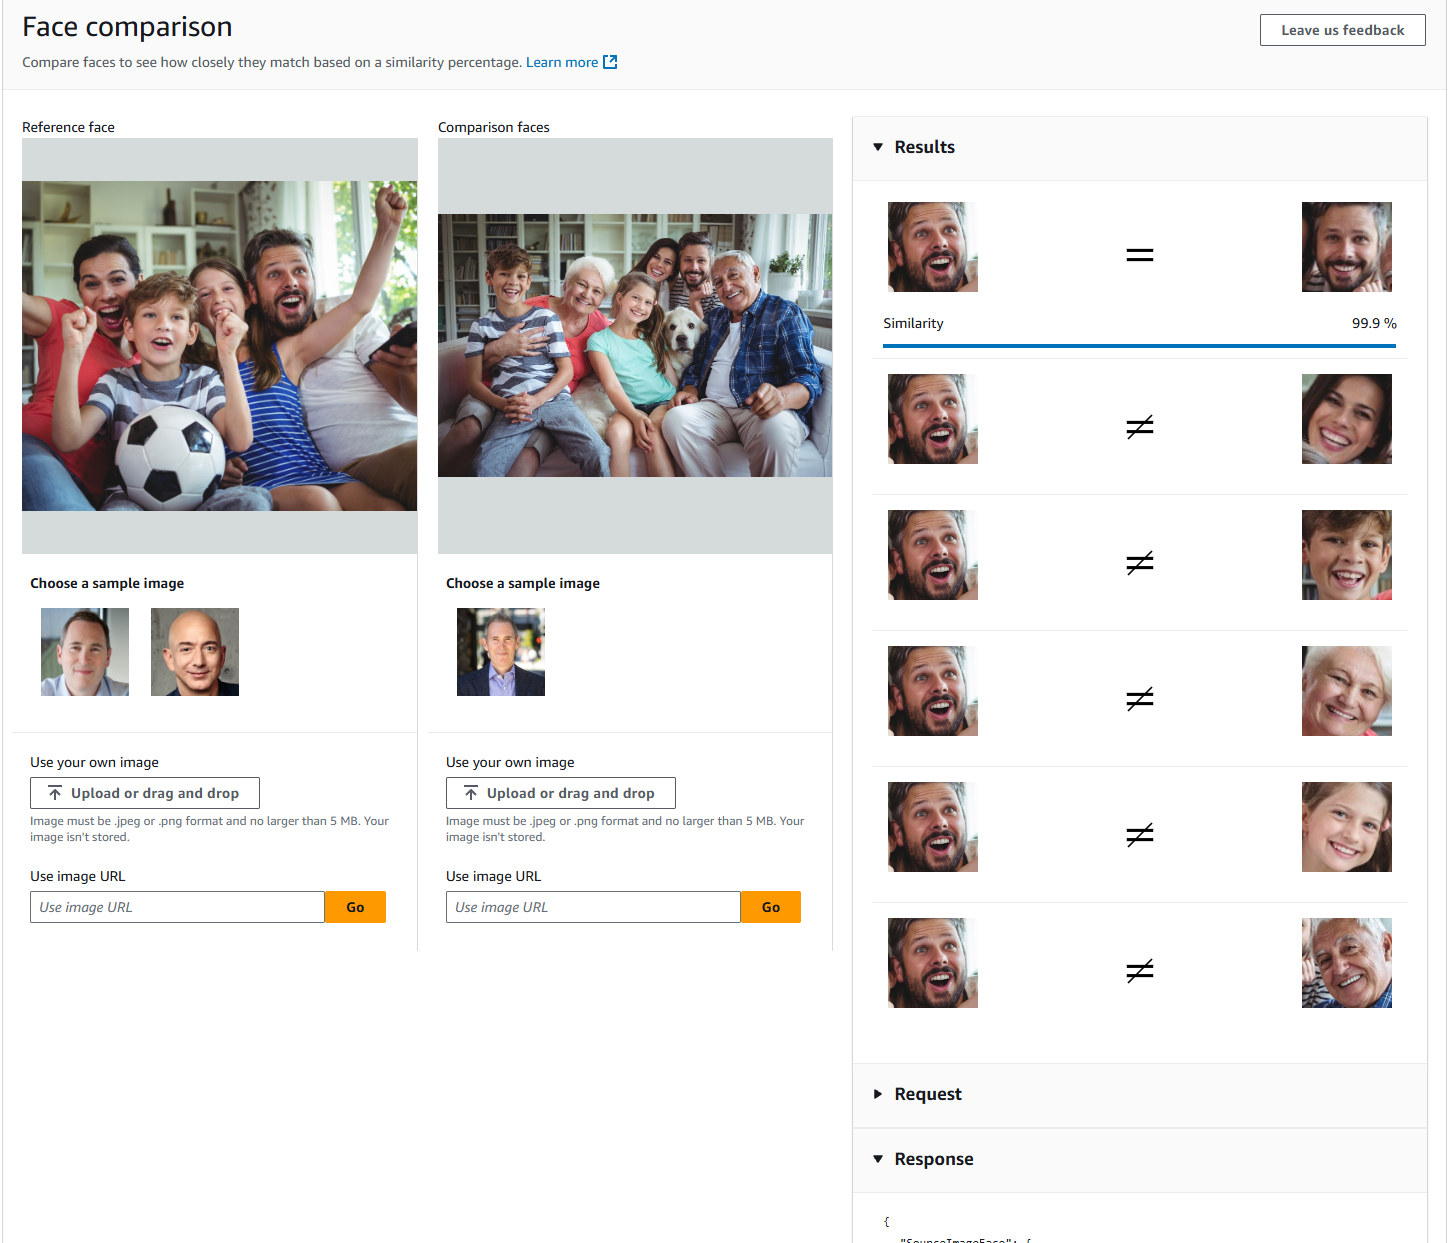 Face comparison
Leave us feedback
Compare faces to see how closely they match based on a similarity percentage. Learn more
Reference face
Comparison faces
Results
Similarity
99.9 %
Choose a sample image
Choose a sample image
Use your own image
Upload or drag and drop
Image must be .jpeg or .png format and no larger than 5 MB. Your
image isn't stored.
Use image URL
Use image URL
Go
Use your own image
Upload or drag and drop
Image must be .jpeg or .png format and no larger than 5 MB. Your
image isn't stored.
Use image URL
Use image URL
Go
Request
Response
{
"SourceImageFace": {